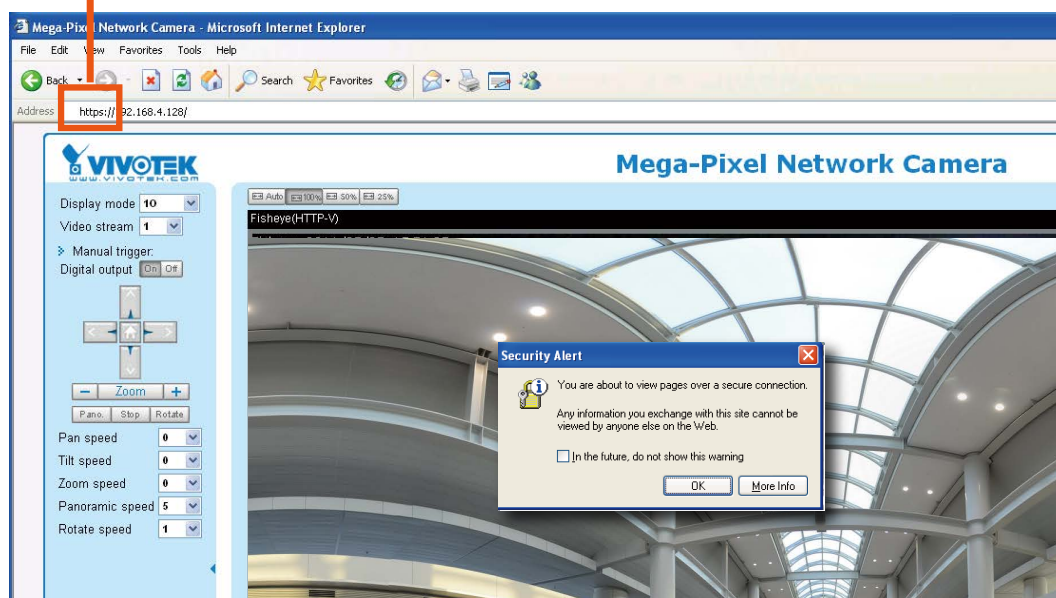 Mega-Pixel Network Camera - Microsoft Internet Explorer
File Edit View Favorites Tools Help
Back Search Favorites
Address https://192.168.4.128/
VIVOTEK
www.vivotek.com
Mega-Pixel Network Camera
Display mode 10
Auto 100% 50% 25%
Video stream 1
Fisheye(HTTP-V)
Manual trigger:
Digital output On Off
Zoom
Pano. Stop Rotate
Pan speed 0
Tilt speed 0
Zoom speed 0
Panoramic speed 5
Rotate speed 1
Security Alert
You are about to view pages over a secure connection.
Any information you exchange with this site cannot be
viewed by anyone else on the Web.
In the future, do not show this warning
OK More Info